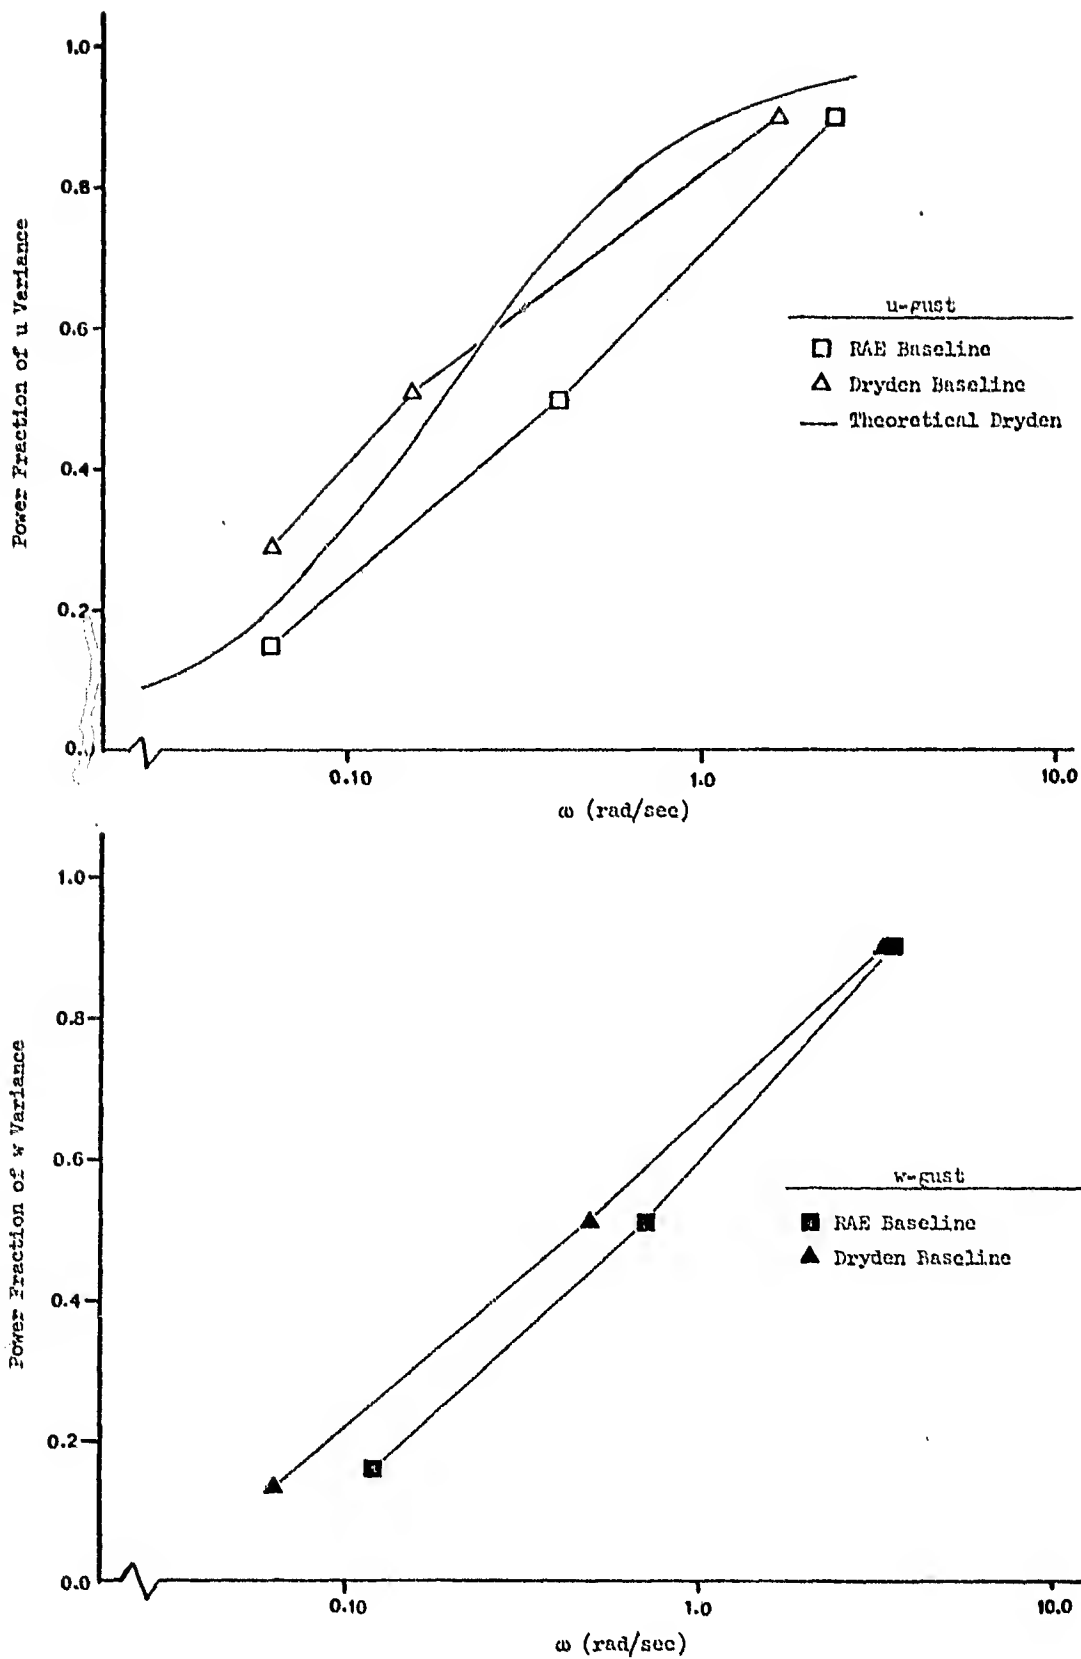 1.0
0.8
0.6
0.4
0.2
0.
Power Fraction of u Variance
u-gust
RAE Baseline
Dryden Baseline
Theoretical Dryden
0.10
1.0
10.0
ω (rad/sec)
1.0
0.8
0.6
0.4
0.2
0.0
Power Fraction of w Variance
w-gust
RAE Baseline
Dryden Baseline
0.10
1.0
10.0
ω (rad/sec)